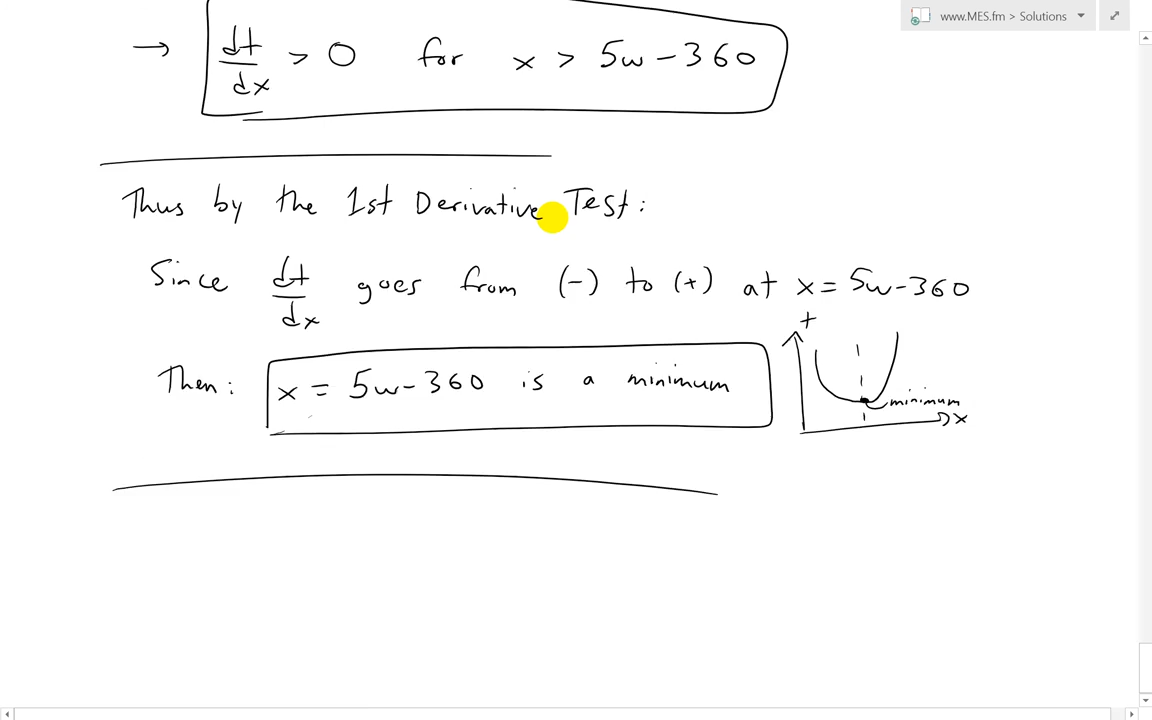 www.MES.fm > Solutions
→ dt/dx > 0 for x > 5w - 360
Thus by the 1st Derivative Test:
Since dt/dx goes from (-) to (+) at x = 5w - 360
t
Then: x = 5w - 360 is a minimum
minimum
x